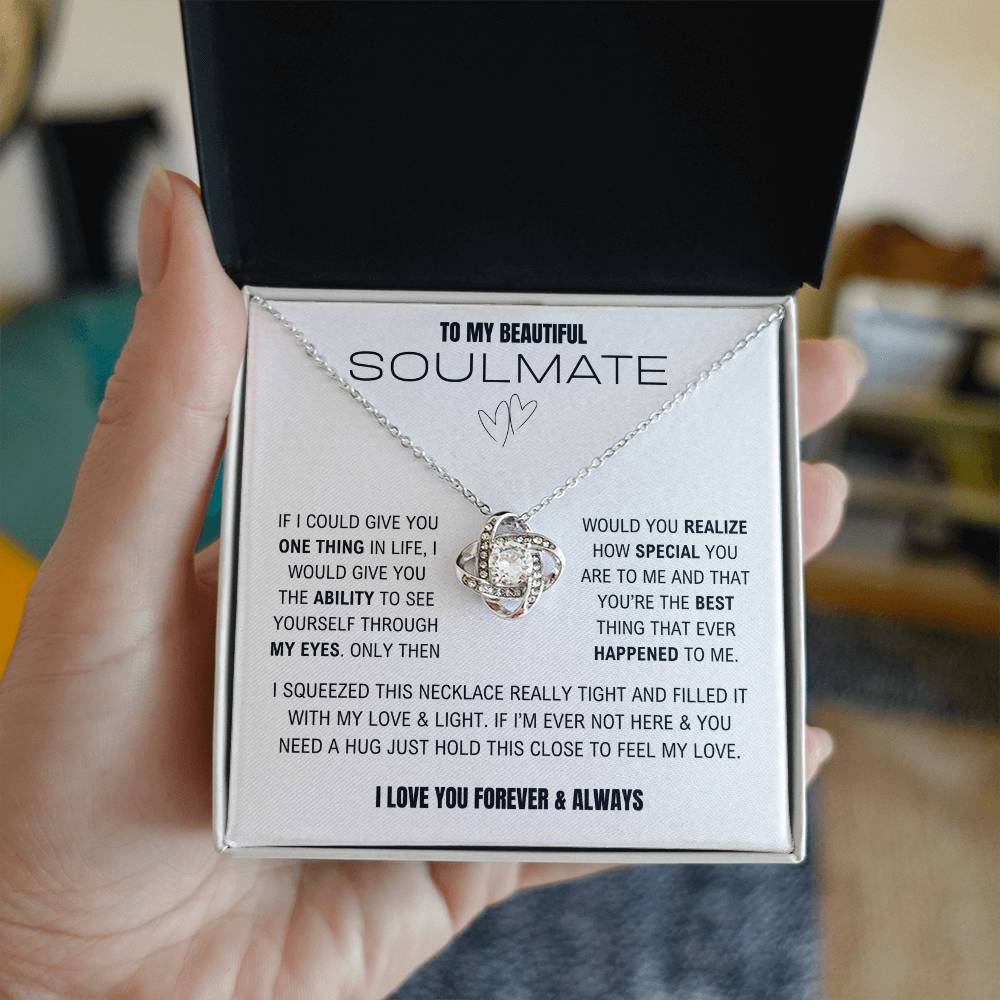 TO MY BEAUTIFUL
SOULMATE
IF I COULD GIVE YOU
ONE THING IN LIFE, I
WOULD GIVE YOU
THE ABILITY TO SEE
YOURSELF THROUGH
MY EYES. ONLY THEN
WOULD YOU REALIZE
HOW SPECIAL YOU
ARE TO ME AND THAT
YOU'RE THE BEST
THING THAT EVER
HAPPENED TO ME.
I SQUEEZED THIS NECKLACE REALLY TIGHT AND FILLED IT
WITH MY LOVE & LIGHT. IF I'M EVER NOT HERE & YOU
NEED A HUG JUST HOLD THIS CLOSE TO FEEL MY LOVE.
I LOVE YOU FOREVER & ALWAYS